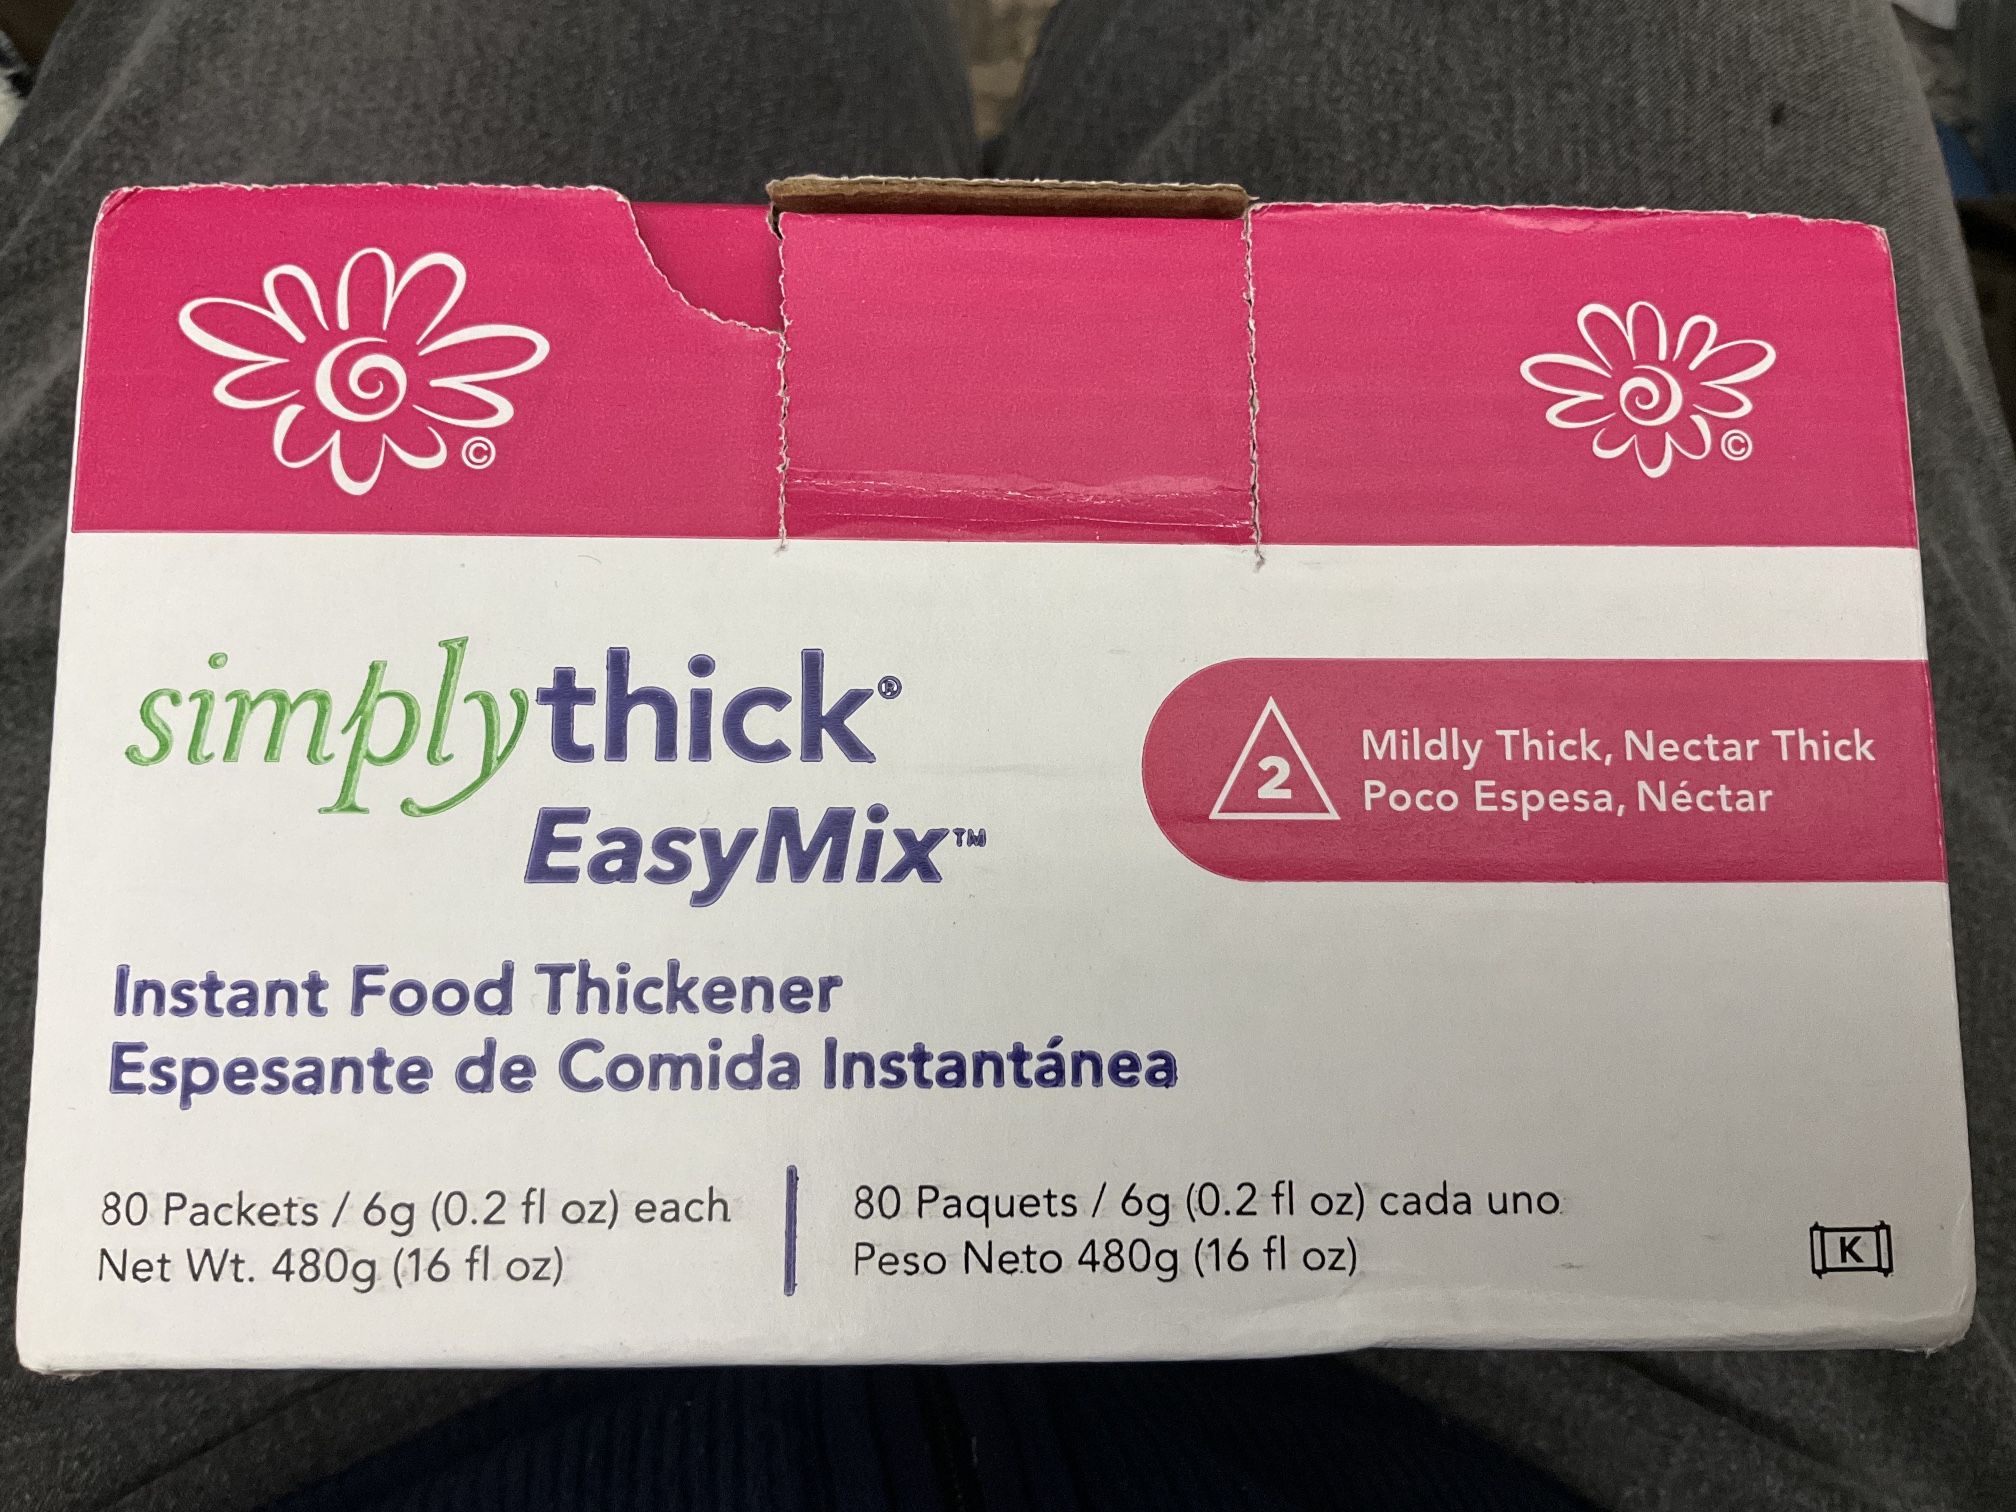 ©
©
simplythick®
EasyMix™
2
Mildly Thick, Nectar Thick
Poco Espesa, Néctar
Instant Food Thickener
Espesante de Comida Instantánea
80 Packets / 6g (0.2 fl oz) each
Net Wt. 480g (16 fl oz)
80 Paquets / 6g (0.2 fl oz) cada uno
Peso Neto 480g (16 fl oz)
K